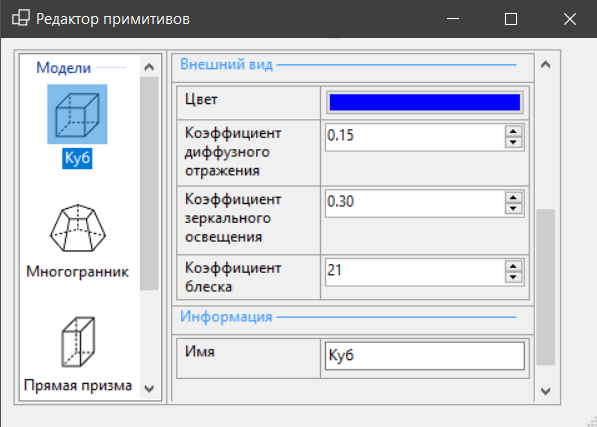 Редактор примитивов
Модели
Куб
Многогранник
Прямая призма
Внешний вид
Цвет
Коэффициент
диффузного
отражения
0.15
Коэффициент
зеркального
освещения
0.30
Коэффициент
блеска
21
Информация
Имя
Куб